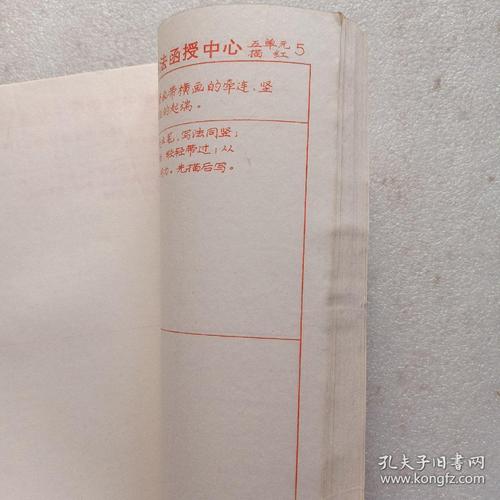 法函授中心 五单元 5
描红
带横画的牵连、竖
的起端。
笔，写法同竖；
轻轻带过；从
。先描后写。
孔夫子旧书网
www.kongfz.com